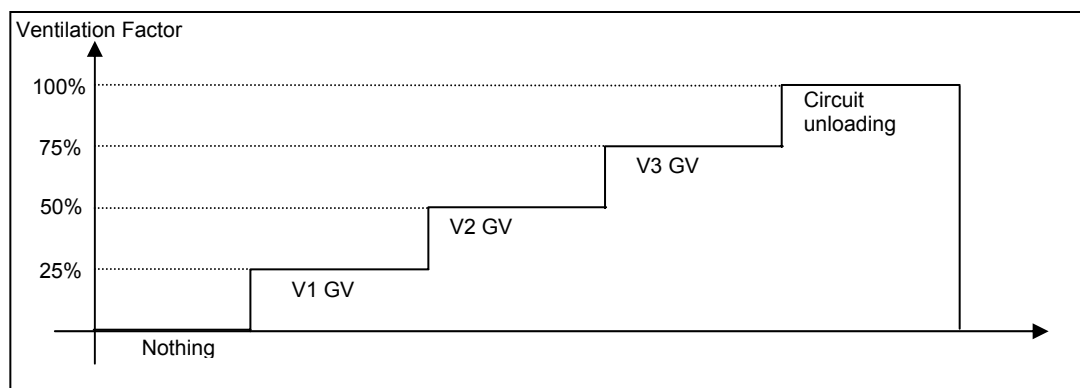 Ventilation Factor
100%
Circuit
unloading
75%
V3 GV
50%
V2 GV
25%
V1 GV
Nothing